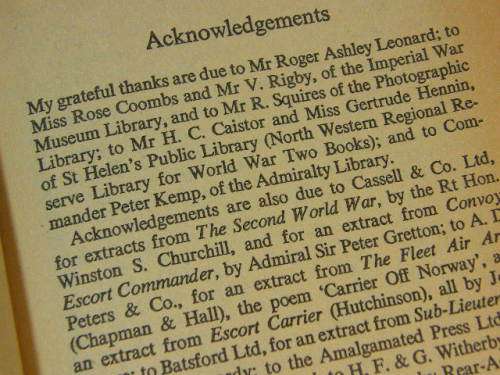 Acknowledgements
My grateful thanks are due to Mr Roger Ashley Leonard; to
Miss Rose Coombs and Mr V. Rigby, of the Imperial War
Museum Library, and to Mr R. Squires of the Photographic
Library; to Mr H. C. Caistor and Miss Gertrude Hennin,
of St Helen's Public Library (North Western Regional Re-
serve Library for World War Two Books); and to Com-
mander Peter Kemp, of the Admiralty Library.
Acknowledgements are also due to Cassell & Co. Ltd,
for extracts from The Second World War, by the Rt Hon.
Winston S. Churchill, and for an extract from Convoy
Escort Commander, by Admiral Sir Peter Gretton; to A.
Peters & Co., for an extract from The Fleet Air
(Chapman & Hall), the poem 'Carrier Off Norway',
an extract from Escort Carrier (Hutchinson), all by
to Batsford Ltd, for an extract from
to the Amalgamated Press Ltd
to H. F. & G. Witherby